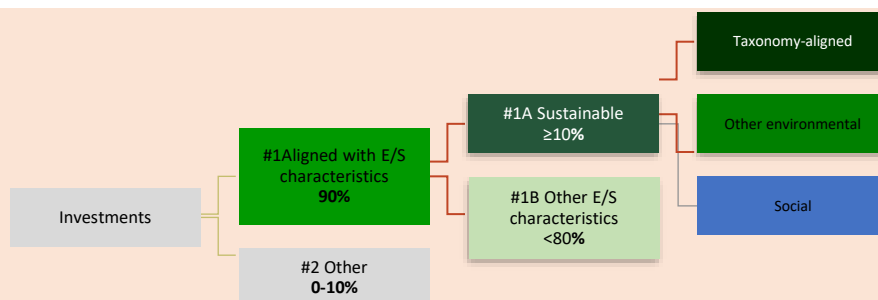 Investments
#1Aligned with E/S
characteristics
90%
#2 Other
0-10%
#1A Sustainable
≥10%
#1B Other E/S
characteristics
<80%
Taxonomy-aligned
Other environmental
Social